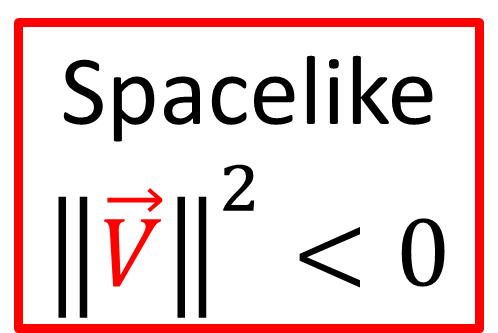 Spacelike
‖V⃗‖² < 0